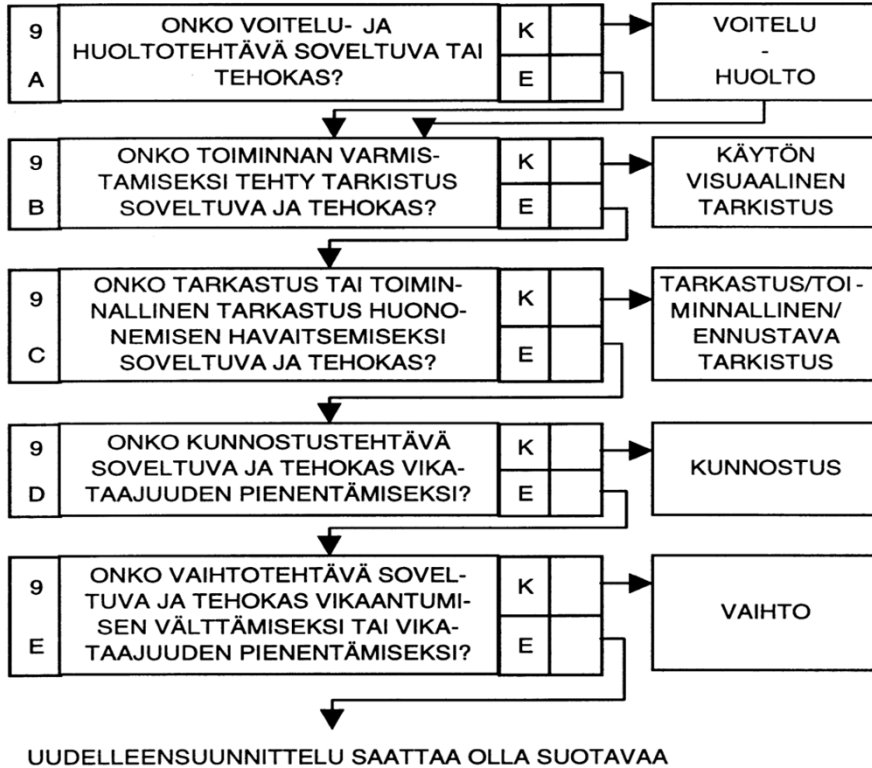 9
A
ONKO VOITELU- JA
HUOLTOTEHTÄVÄ SOVELTUVA TAI
TEHOKAS?
K
E
VOITELU
-
HUOLTO
9
B
ONKO TOIMINNAN VARMIS-
TAMISEKSI TEHTY TARKISTUS
SOVELTUVA JA TEHOKAS?
K
E
KÄYTÖN
VISUAALINEN
TARKISTUS
9
C
ONKO TARKASTUS TAI TOIMIN-
NALLINEN TARKASTUS HUONO-
NEMISEN HAVAITSEMISEKSI
SOVELTUVA JA TEHOKAS?
K
E
TARKASTUS/TOI-
MINNALLINEN/
ENNUSTAVA
TARKISTUS
9
D
ONKO KUNNOSTUSTEHTÄVÄ
SOVELTUVA JA TEHOKAS VIKA-
TAAJUUDEN PIENENTÄMISEKSI?
K
E
KUNNOSTUS
9
E
ONKO VAIHTOTEHTÄVÄ SOVEL-
TUVA JA TEHOKAS VIKAANTUMI-
SEN VÄLTTÄMISEKSI TAI VIKA-
TAAJUUDEN PIENENTÄMISEKSI?
K
E
VAIHTO
UUDELLEENSUUNNITTELU SAATTAA OLLA SUOTAVAA